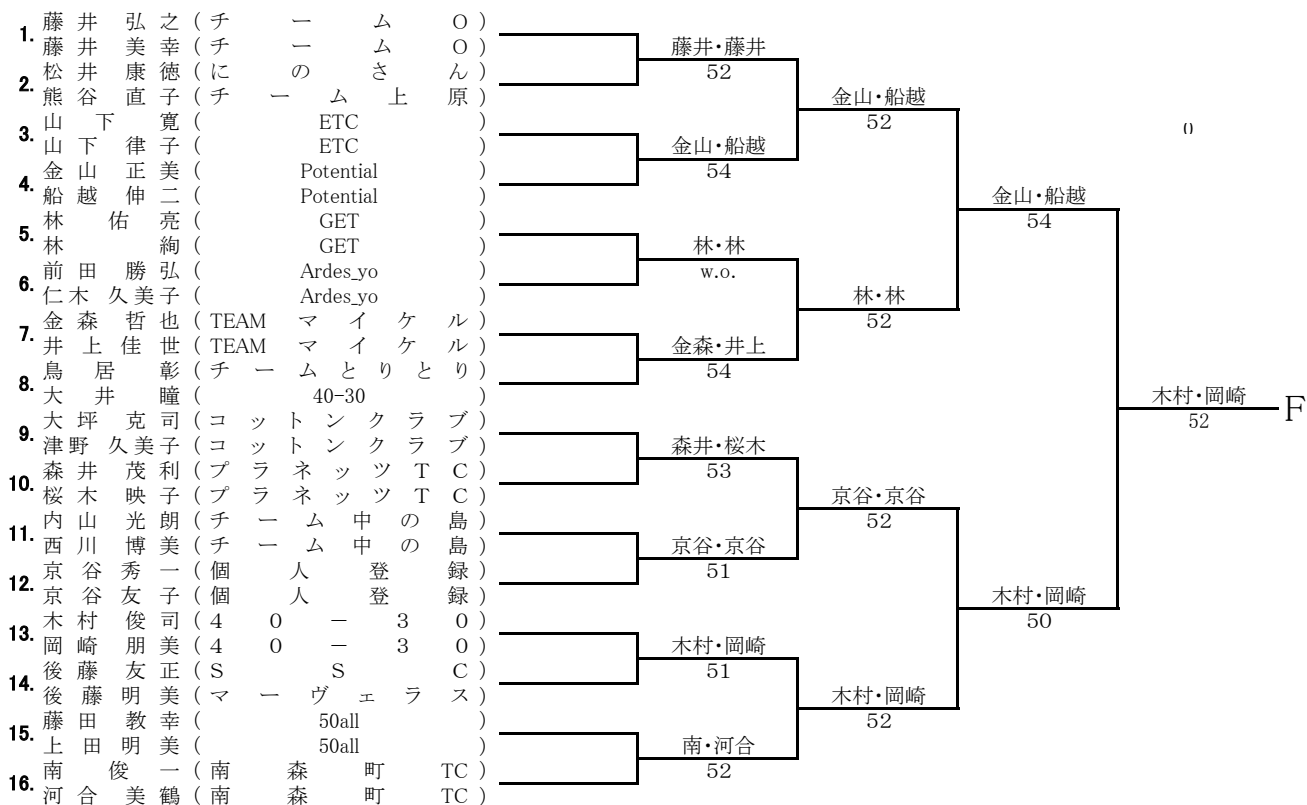 1. 藤井 弘之 (チームO)
藤井 美幸 (チームO)
2. 松井 康徳 (にのさん)
熊谷 直子 (チーム上原)
3. 山下 寛 (ETC)
山下 律子 (ETC)
4. 金山 正美 (Potential)
船越 伸二 (Potential)
5. 林 佑亮 (GET)
林 絢 (GET)
6. 前田 勝弘 (Ardes_yo)
仁木 久美子 (Ardes_yo)
7. 金森 哲也 (TEAM マイケル)
井上 佳世 (TEAM マイケル)
8. 鳥居 彰 (チームとりとり)
大井 瞳 (40-30)
9. 大坪 克司 (コットンクラブ)
津野 久美子 (コットンクラブ)
10. 森井 茂利 (プラネッツTC)
桜木 映子 (プラネッツTC)
11. 内山 光朗 (チーム中の島)
西川 博美 (チーム中の島)
12. 京谷 秀一 (個人登録)
京谷 友子 (個人登録)
13. 木村 俊司 (40－30)
岡崎 朋美 (40－30)
14. 後藤 友正 (SSC)
後藤 明美 (マーヴェラス)
15. 藤田 教幸 (50all)
上田 明美 (50all)
16. 南 俊一 (南森町TC)
河合 美鶴 (南森町TC)
藤井・藤井
52
金山・船越
54
林・林
w.o.
金森・井上
54
森井・桜木
53
京谷・京谷
51
木村・岡崎
51
南・河合
52
金山・船越
52
林・林
52
京谷・京谷
52
木村・岡崎
52
金山・船越
54
木村・岡崎
50
木村・岡崎
52
F
0